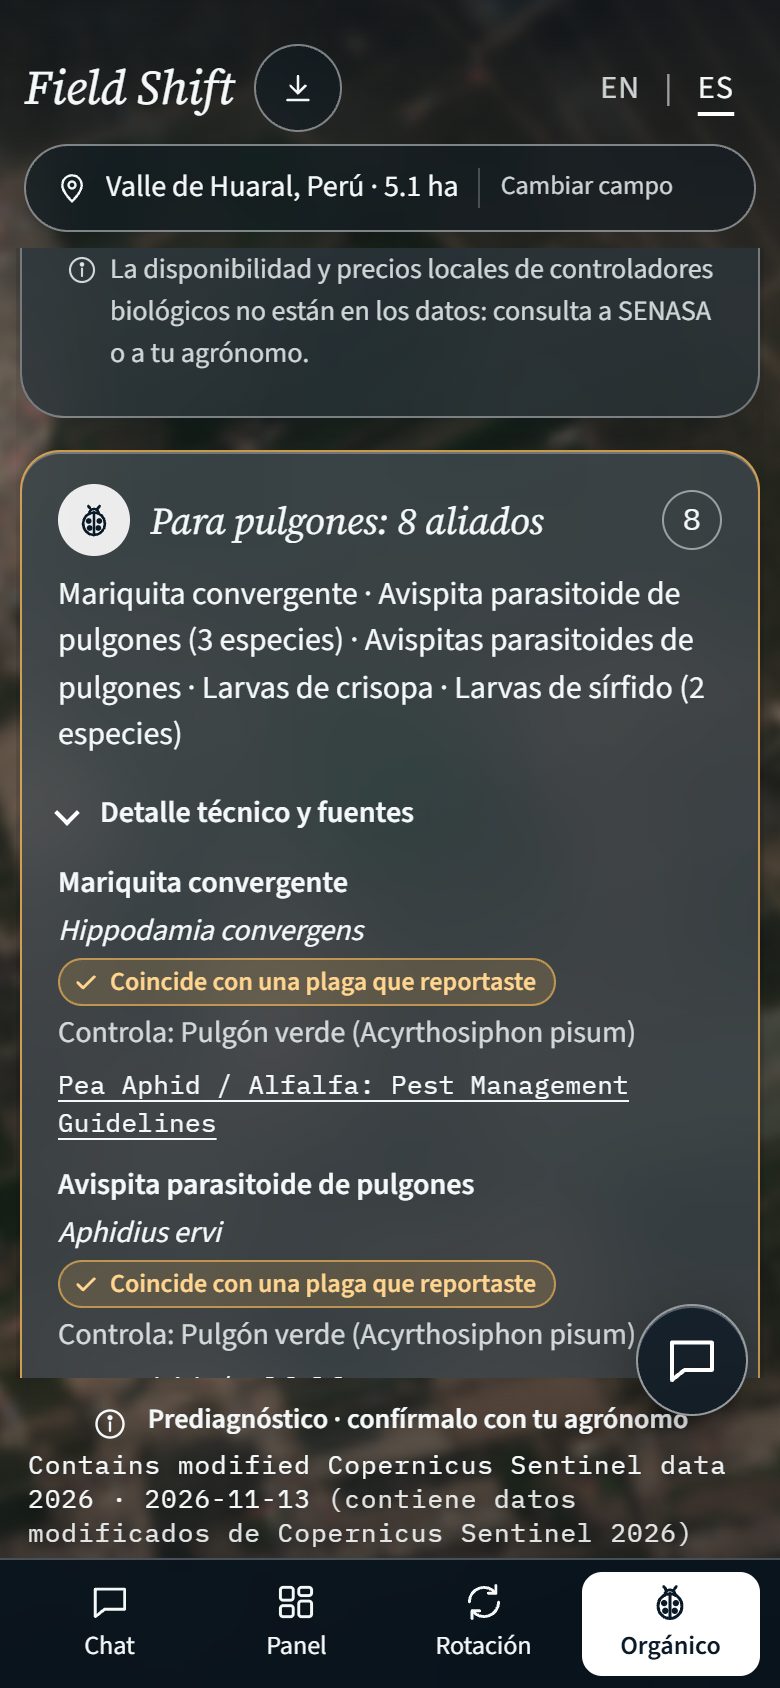 Field Shift
EN | ES
Valle de Huaral, Perú · 5.1 ha | Cambiar campo
La disponibilidad y precios locales de controladores
biológicos no están en los datos: consulta a SENASA
o a tu agrónomo.
Para pulgones: 8 aliados
8
Mariquita convergente · Avispita parasitoide de
pulgones (3 especies) · Avispitas parasitoides de
pulgones · Larvas de crisopa · Larvas de sírfido (2
especies)
Detalle técnico y fuentes
Mariquita convergente
Hippodamia convergens
Coincide con una plaga que reportaste
Controla: Pulgón verde (Acyrthosiphon pisum)
Pea Aphid / Alfalfa: Pest Management
Guidelines
Avispita parasitoide de pulgones
Aphidius ervi
Coincide con una plaga que reportaste
Controla: Pulgón verde (Acyrthosiphon pisum)
Prediagnóstico · confírmalo con tu agrónomo
Contains modified Copernicus Sentinel data
2026 · 2026-11-13 (contiene datos
modificados de Copernicus Sentinel 2026)
Chat
Panel
Rotación
Orgánico